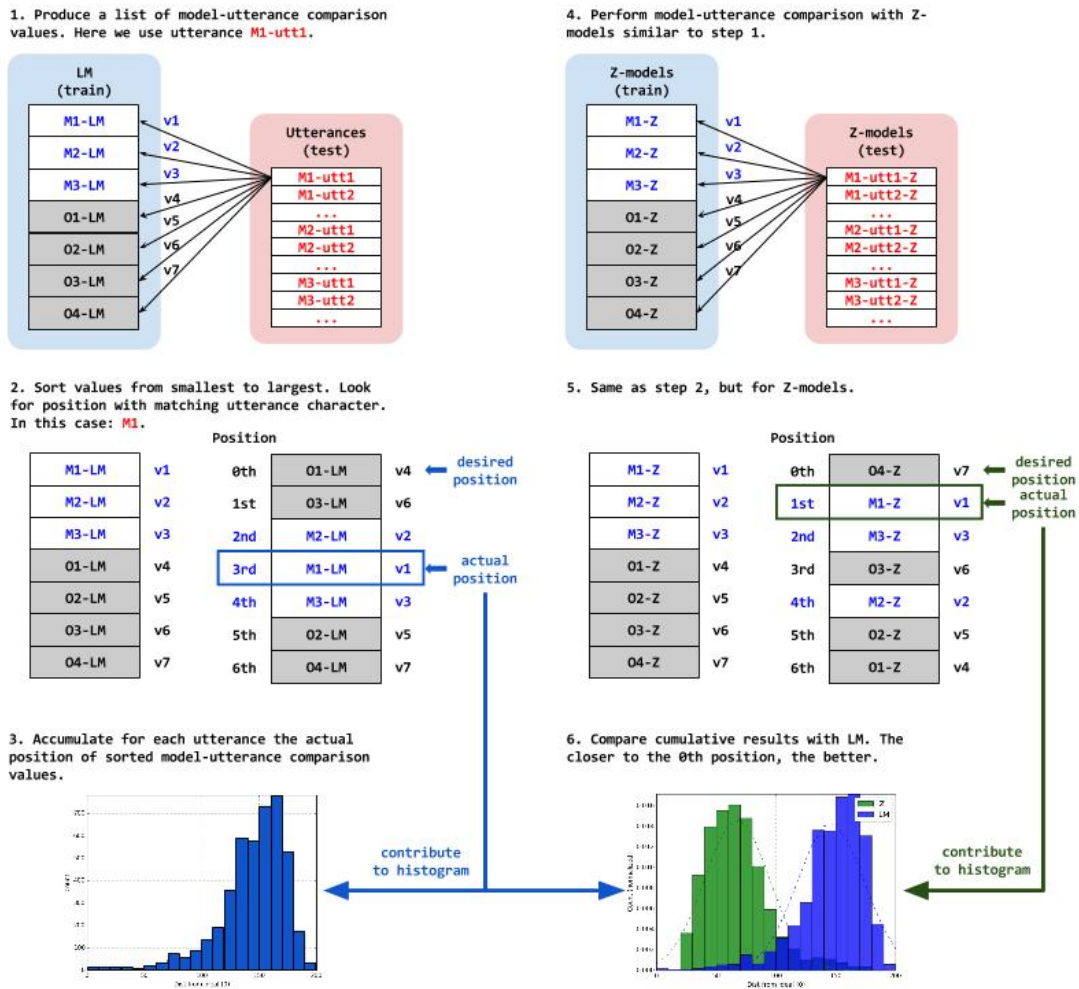 1. Produce a list of model-utterance comparison
values. Here we use utterance M1-utt1.
LM
(train)
M1-LM
M2-LM
M3-LM
O1-LM
O2-LM
O3-LM
O4-LM
v1
v2
v3
v4
v5
v6
v7
Utterances
(test)
M1-utt1
M1-utt2
...
M2-utt1
M2-utt2
...
M3-utt1
M3-utt2
...
4. Perform model-utterance comparison with Z-
models similar to step 1.
Z-models
(train)
M1-Z
M2-Z
M3-Z
O1-Z
O2-Z
O3-Z
O4-Z
v1
v2
v3
v4
v5
v6
v7
Z-models
(test)
M1-utt1-Z
M1-utt2-Z
...
M2-utt1-Z
M2-utt2-Z
...
M3-utt1-Z
M3-utt2-Z
...
2. Sort values from smallest to largest. Look
for position with matching utterance character.
In this case: M1.
Position
M1-LM v1
M2-LM v2
M3-LM v3
O1-LM v4
O2-LM v5
O3-LM v6
O4-LM v7
0th O1-LM v4
1st O3-LM v6
2nd M2-LM v2
3rd M1-LM v1
4th M3-LM v3
5th O2-LM v5
6th O4-LM v7
desired
position
actual
position
5. Same as step 2, but for Z-models.
Position
M1-Z v1
M2-Z v2
M3-Z v3
O1-Z v4
O2-Z v5
O3-Z v6
O4-Z v7
0th O4-Z v7
1st M1-Z v1
2nd M3-Z v3
3rd O3-Z v6
4th M2-Z v2
5th O2-Z v5
6th O1-Z v4
desired
position
actual
position
3. Accumulate for each utterance the actual
position of sorted model-utterance comparison
values.
contribute
to histogram
6. Compare cumulative results with LM. The
closer to the 0th position, the better.
Z
LM
contribute
to histogram